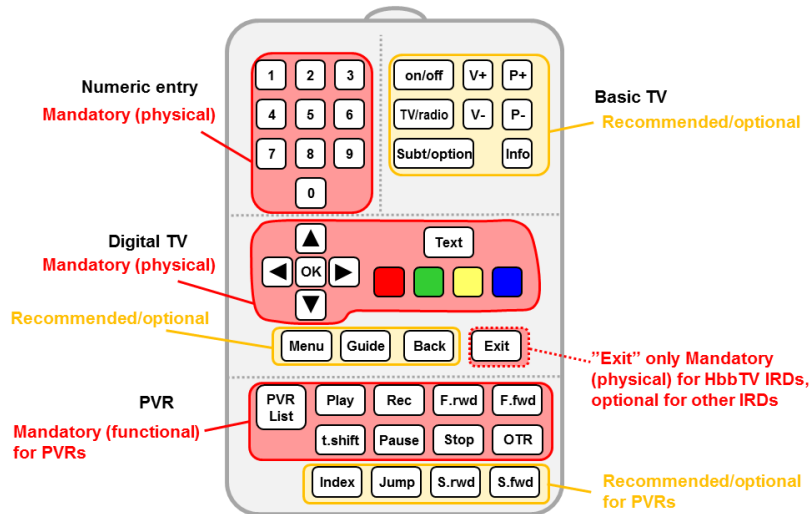 Numeric entry
Mandatory (physical)
1 2 3
4 5 6
7 8 9
0
on/off V+ P+
TV/radio V- P-
Subt/option Info
Basic TV
Recommended/optional
Digital TV
Mandatory (physical)
OK
Text
Recommended/optional
Menu Guide Back Exit
”Exit” only Mandatory
(physical) for HbbTV IRDs,
optional for other IRDs
PVR
Mandatory (functional)
for PVRs
PVR
List
Play Rec F.rwd F.fwd
t.shift Pause Stop OTR
Index Jump S.rwd S.fwd
Recommended/optional
for PVRs